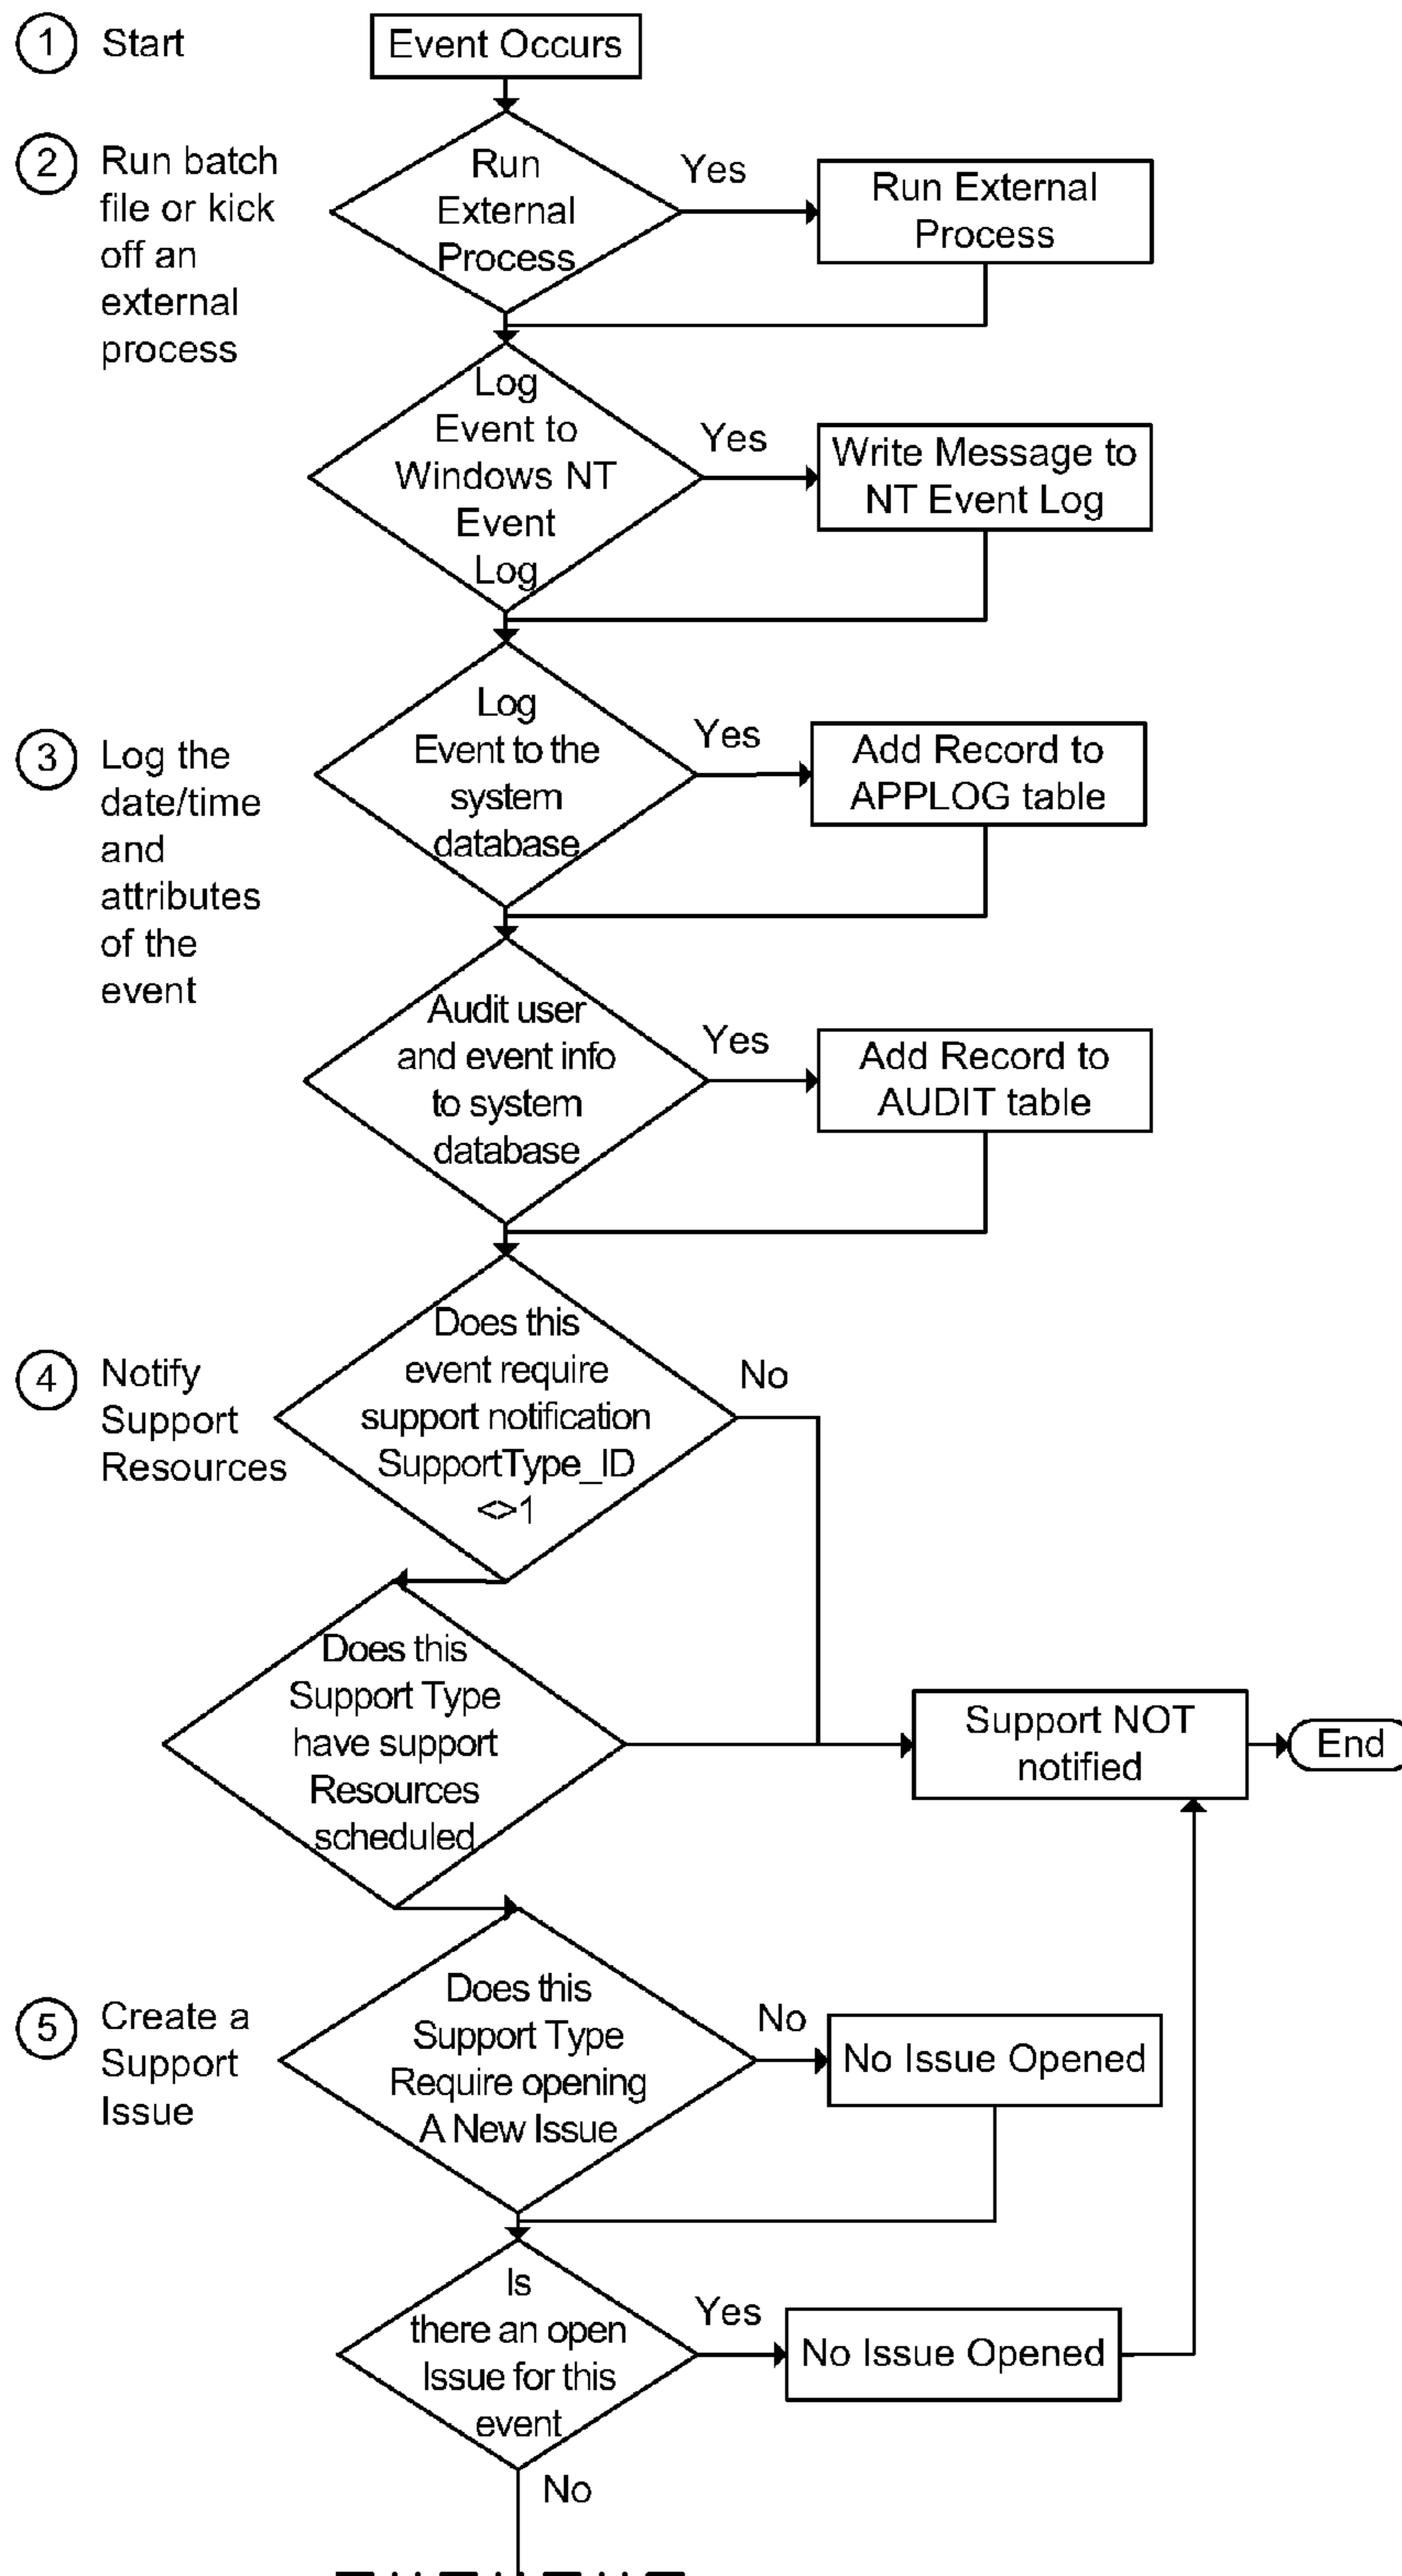 1 Start
Event Occurs
2 Run batch
file or kick
off an
external
process
Run
External
Process
Yes
Run External
Process
Log
Event to
Windows NT
Event
Log
Yes
Write Message to
NT Event Log
3 Log the
date/time
and
attributes
of the
event
Log
Event to the
system
database
Yes
Add Record to
APPLOG table
Audit user
and event info
to system
database
Yes
Add Record to
AUDIT table
4 Notify
Support
Resources
Does this
event require
support notification
SupportType_ID
<>1
No
Does this
Support Type
have support
Resources
scheduled
Support NOT
notified
End
5 Create a
Support
Issue
Does this
Support Type
Require opening
A New Issue
No
No Issue Opened
Is
there an open
Issue for this
event
Yes
No Issue Opened
No